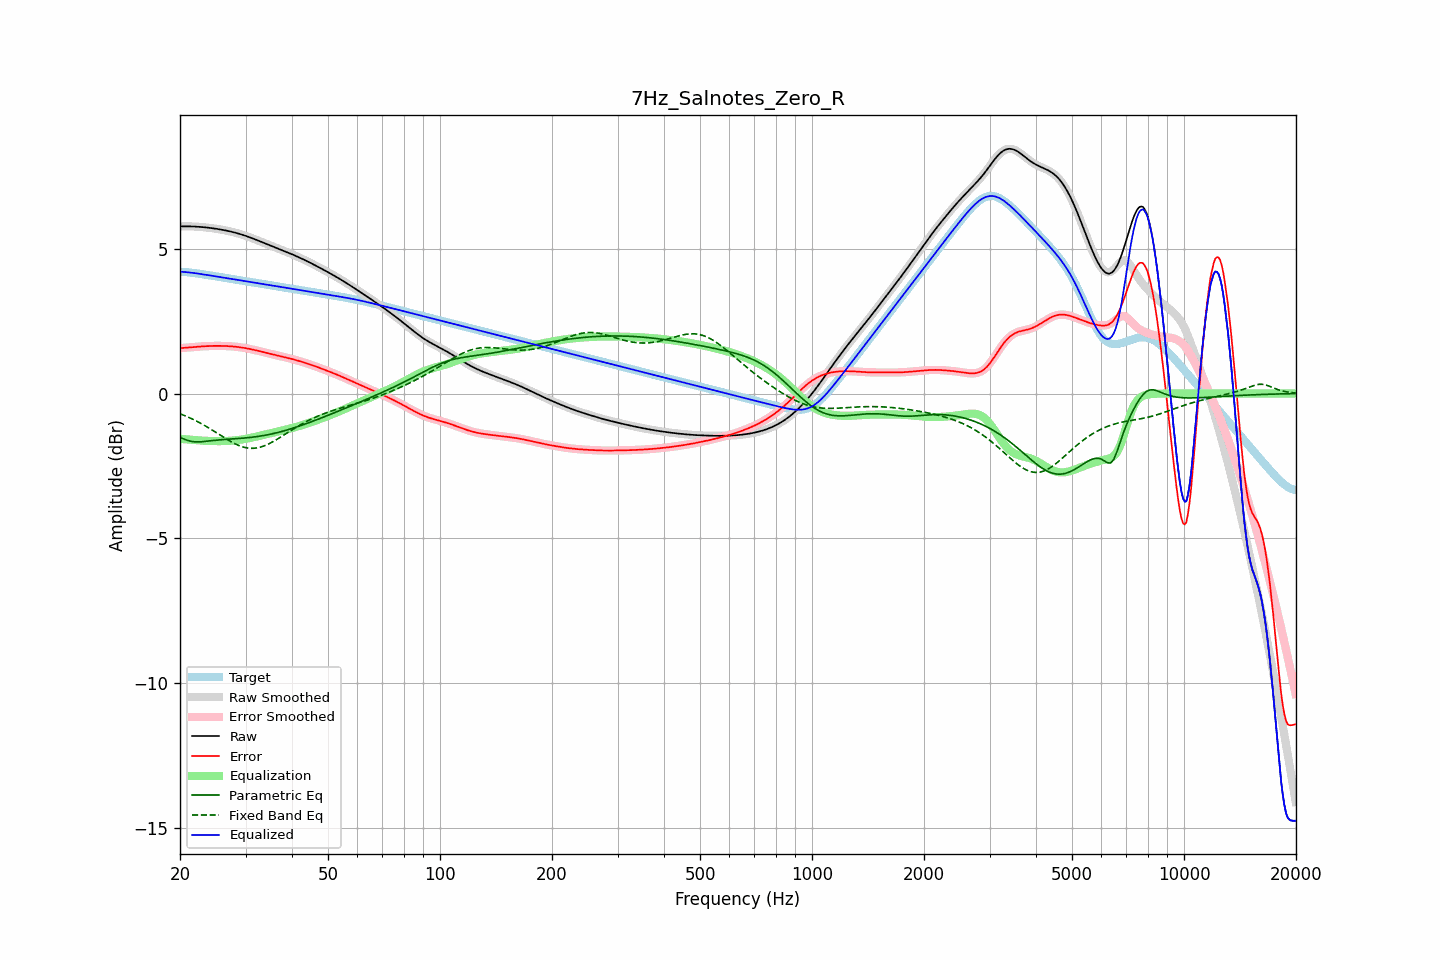 7Hz_Salnotes_Zero_R
Amplitude (dBr)
5
0
−5
−10
−15
Target
Raw Smoothed
Error Smoothed
Raw
Error
Equalization
Parametric Eq
Fixed Band Eq
Equalized
20 50 100 200 500 1000 2000 5000 10000 20000
Frequency (Hz)